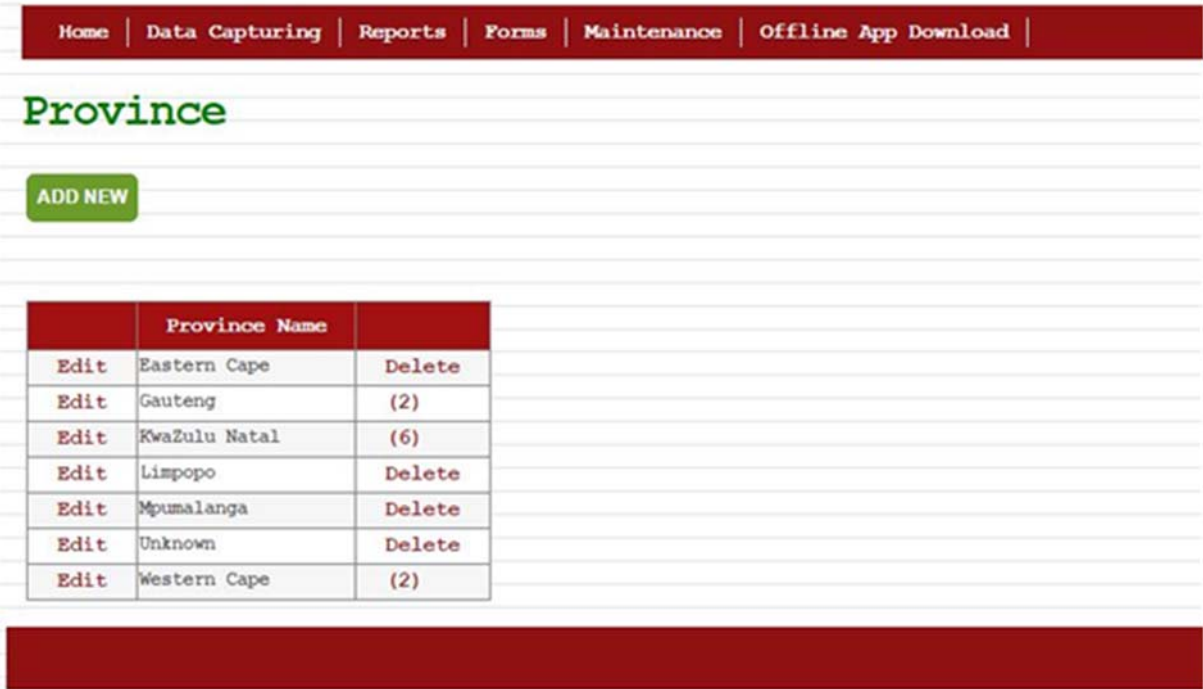 Home | Data Capturing | Reports | Forms | Maintenance | Offline App Download |
Province
ADD NEW
Province Name
Edit Eastern Cape Delete
Edit Gauteng (2)
Edit KwaZulu Natal (6)
Edit Limpopo Delete
Edit Mpumalanga Delete
Edit Unknown Delete
Edit Western Cape (2)